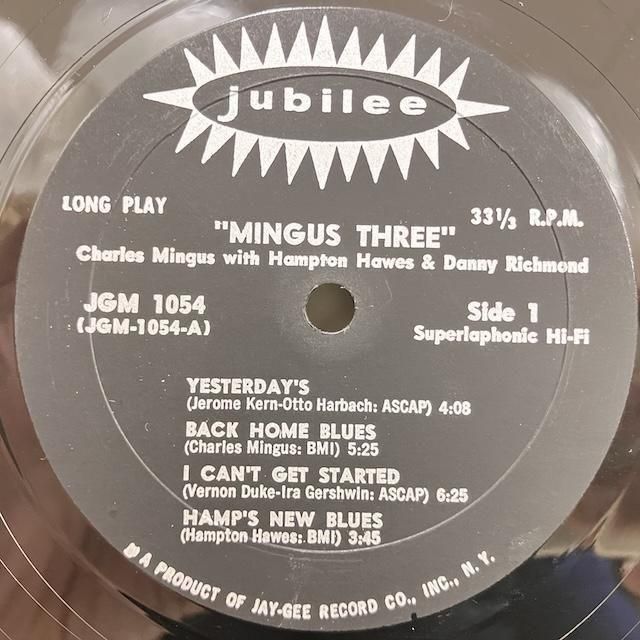 jubilee
LONG PLAY
33 1/3 R.P.M.
"MINGUS THREE"
Charles Mingus with Hampton Hawes & Danny Richmond
JGM 1054
(JGM-1054-A)
Side 1
Superlaphonic Hi-Fi
YESTERDAY'S
(Jerome Kern-Otto Harbach: ASCAP) 4:08
BACK HOME BLUES
(Charles Mingus: BMI) 5:25
I CAN'T GET STARTED
(Vernon Duke-Ira Gershwin: ASCAP) 6:25
HAMP'S NEW BLUES
(Hampton Hawes: BMI) 3:45
A PRODUCT OF JAY-GEE RECORD CO., INC., N. Y.